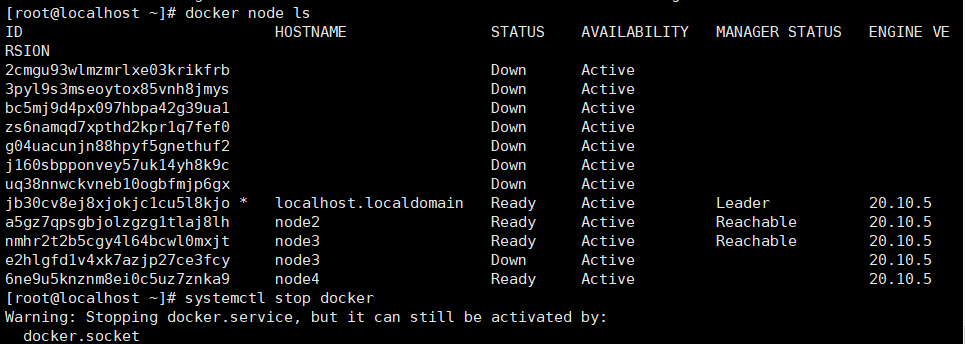 [root@localhost ~]# docker node ls
ID HOSTNAME STATUS AVAILABILITY MANAGER STATUS ENGINE VE
RSION
2cmgu93wlmzmrlxe03krikfrb Down Active
3pyl9s3mseoytox85vnh8jmys Down Active
bc5mj9d4px097hbpa42g39ua1 Down Active
zs6namqd7xpthd2kpr1q7fef0 Down Active
g04uacunjn88hpyf5gnethuf2 Down Active
j160sbpponvey57uk14yh8k9c Down Active
uq38nnwckvneb10ogbfmjp6gx Down Active
jb30cv8ej8xjokjc1cu5l8kjo * localhost.localdomain Ready Active Leader 20.10.5
a5gz7qpsgbjolzgzg1tlaj8lh node2 Ready Active Reachable 20.10.5
nmhr2t2b5cgy4l64bcwl0mxjt node3 Ready Active Reachable 20.10.5
e2hlgfd1v4xk7azjp27ce3fcy node3 Down Active 20.10.5
6ne9u5knznm8ei0c5uz7znka9 node4 Ready Active 20.10.5
[root@localhost ~]# systemctl stop docker
Warning: Stopping docker.service, but it can still be activated by:
docker.socket